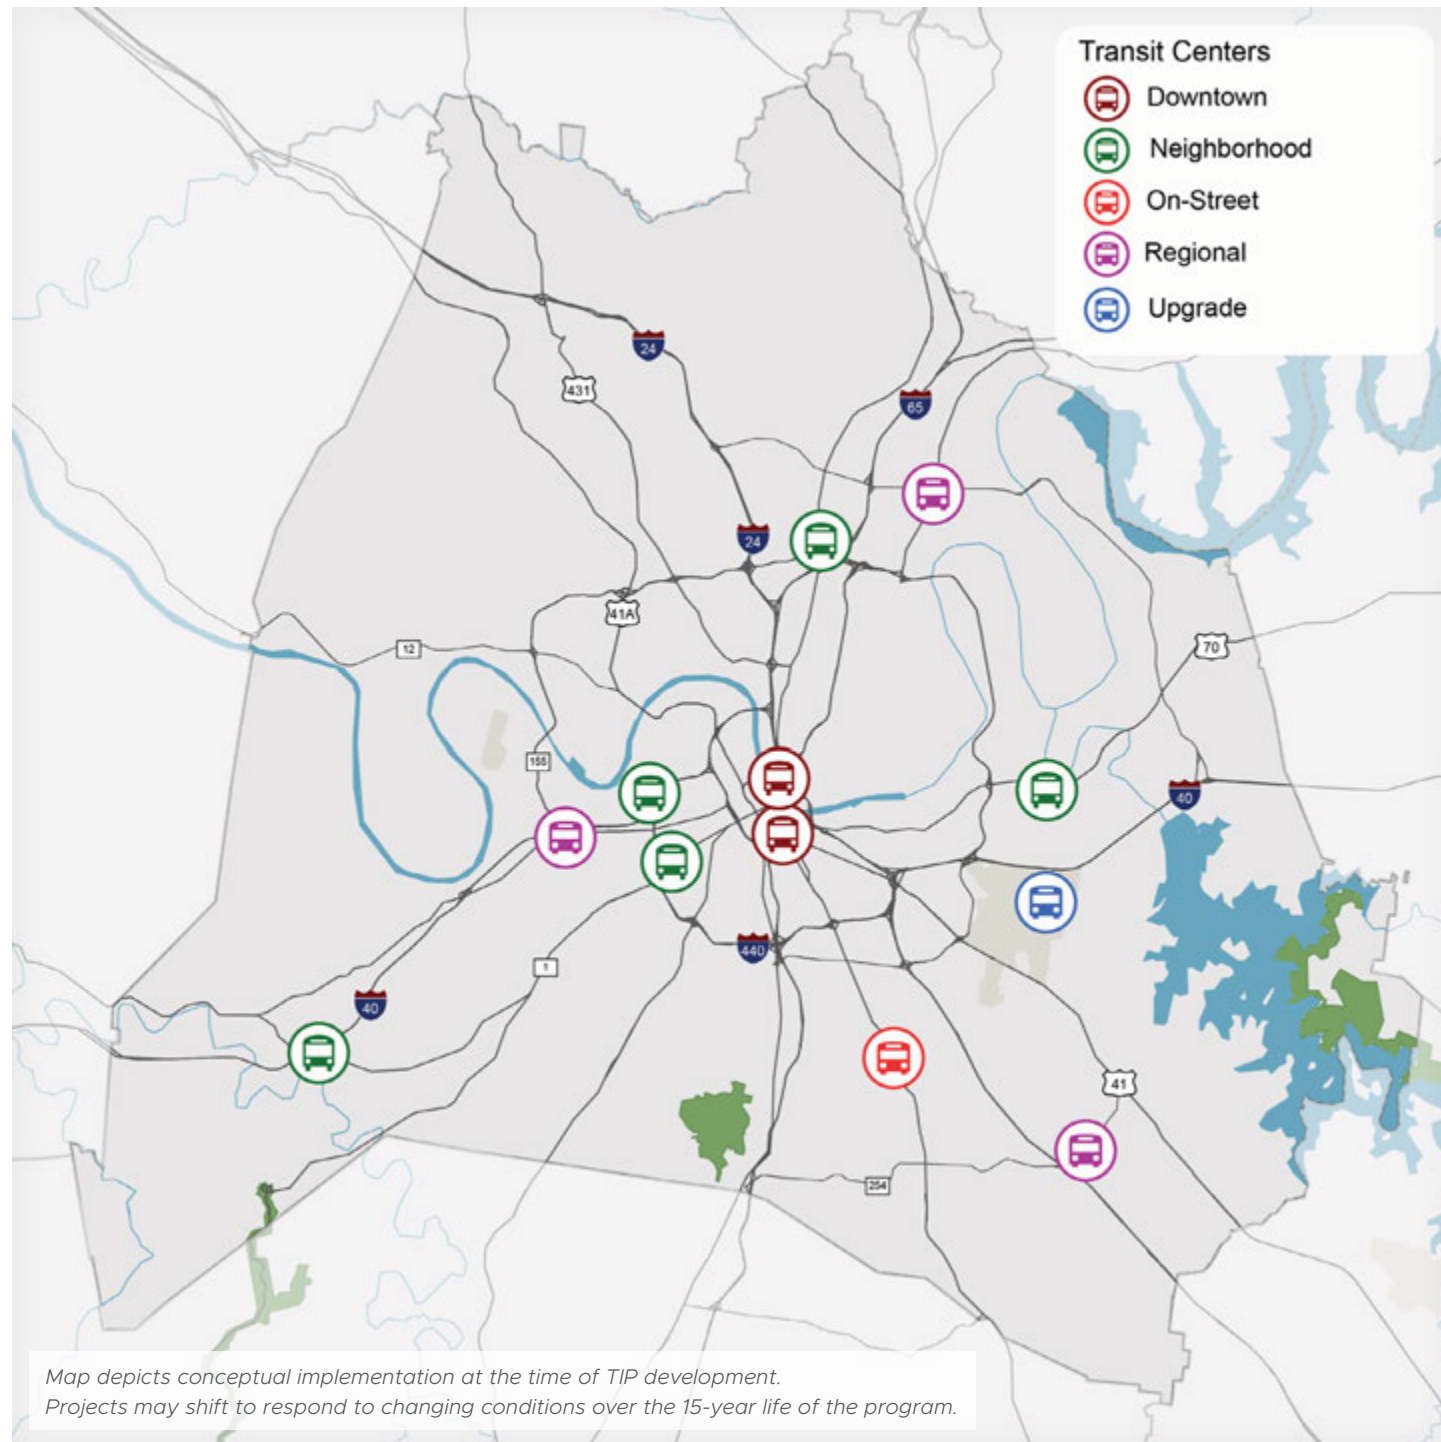 Transit Centers
Downtown
Neighborhood
On-Street
Regional
Upgrade
24
431
65
24
41A
12
70
155
40
440
1
40
41
254
Map depicts conceptual implementation at the time of TIP development.
Projects may shift to respond to changing conditions over the 15-year life of the program.